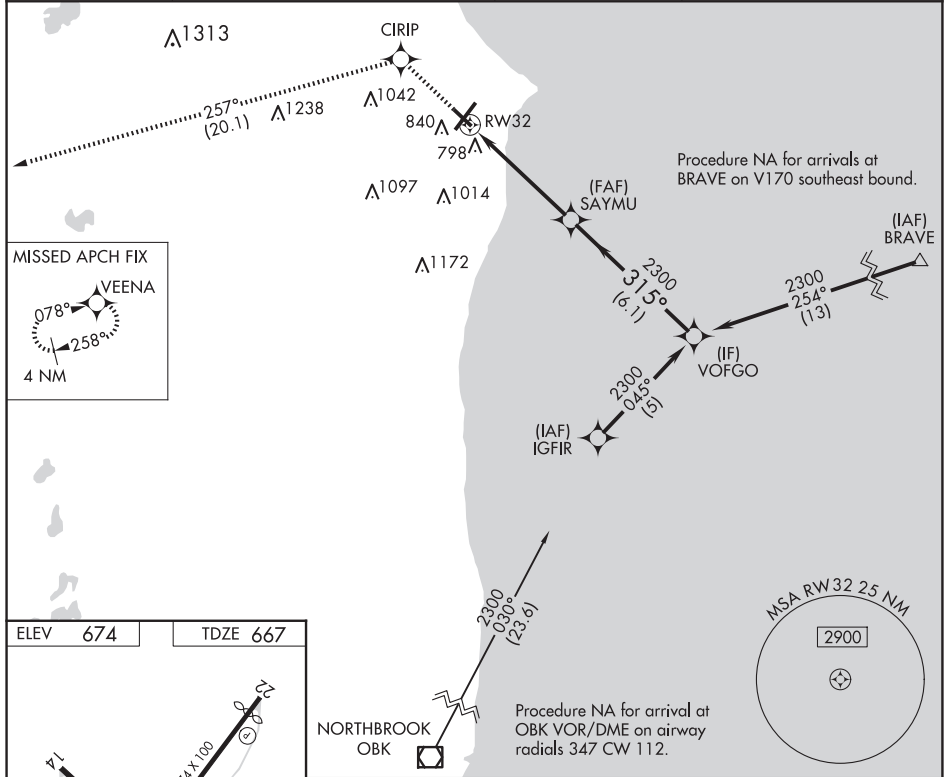 1313
CIRIP
257°
(20.1)
1238
1042
840
RW32
798
Procedure NA for arrivals at
BRAVE on V170 southeast bound.
1097
1014
(FAF)
SAYMU
(IAF)
BRAVE
1172
MISSED APCH FIX
VEENA
078°
258°
4 NM
2300
315°
(6.1)
2300
254°
(13)
(IF)
VOFGO
2300
045°
(5)
(IAF)
IGFIR
2300
030°
(23.6)
MSA RW32 25 NM
2900
ELEV 674
TDZE 667
22
14
X 100
NORTHBROOK
OBK
Procedure NA for arrival at
OBK VOR/DME on airway
radials 347 CW 112.